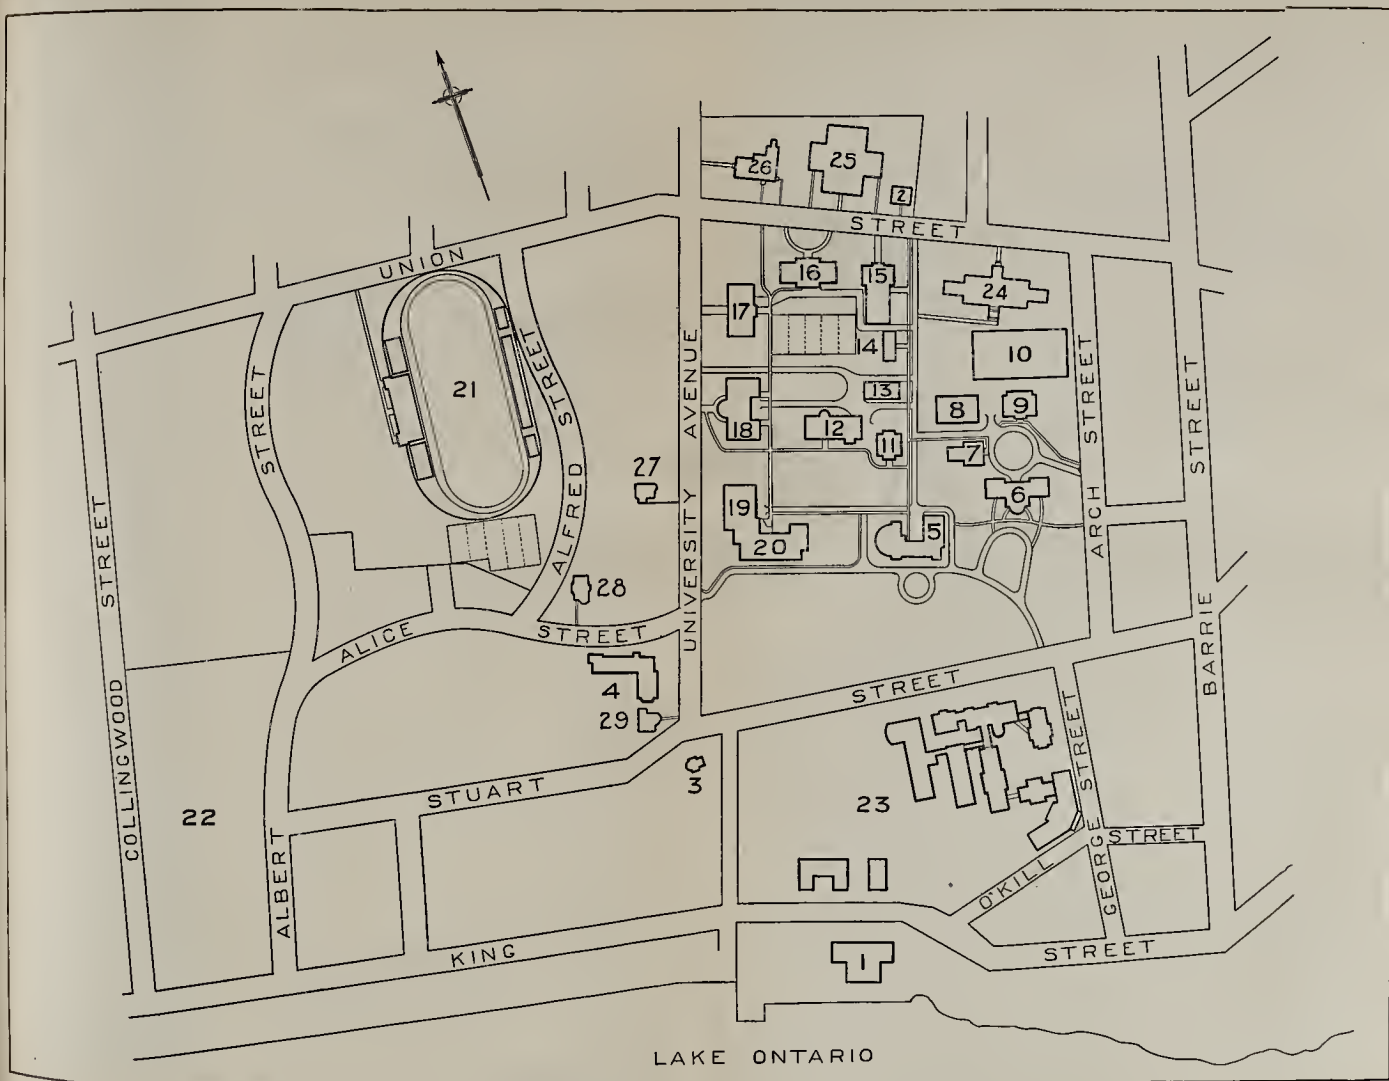 26
25
2
UNION
STREET
16
15
24
17
14
10
21
STREET
STREET
AVENUE
STREET
STREET
13
8
9
18
12
11
7
27
6
19
20
5
STREET
ALFRED
UNIVERSITY
ARCH
28
ALICE
STREET
BARRIE
4
29
STREET
STREET
COLLINGWOOD
3
STUART
22
23
ALBERT
GEORGE
STREET
O'KILL
KING
STREET
1
LAKE ONTARIO